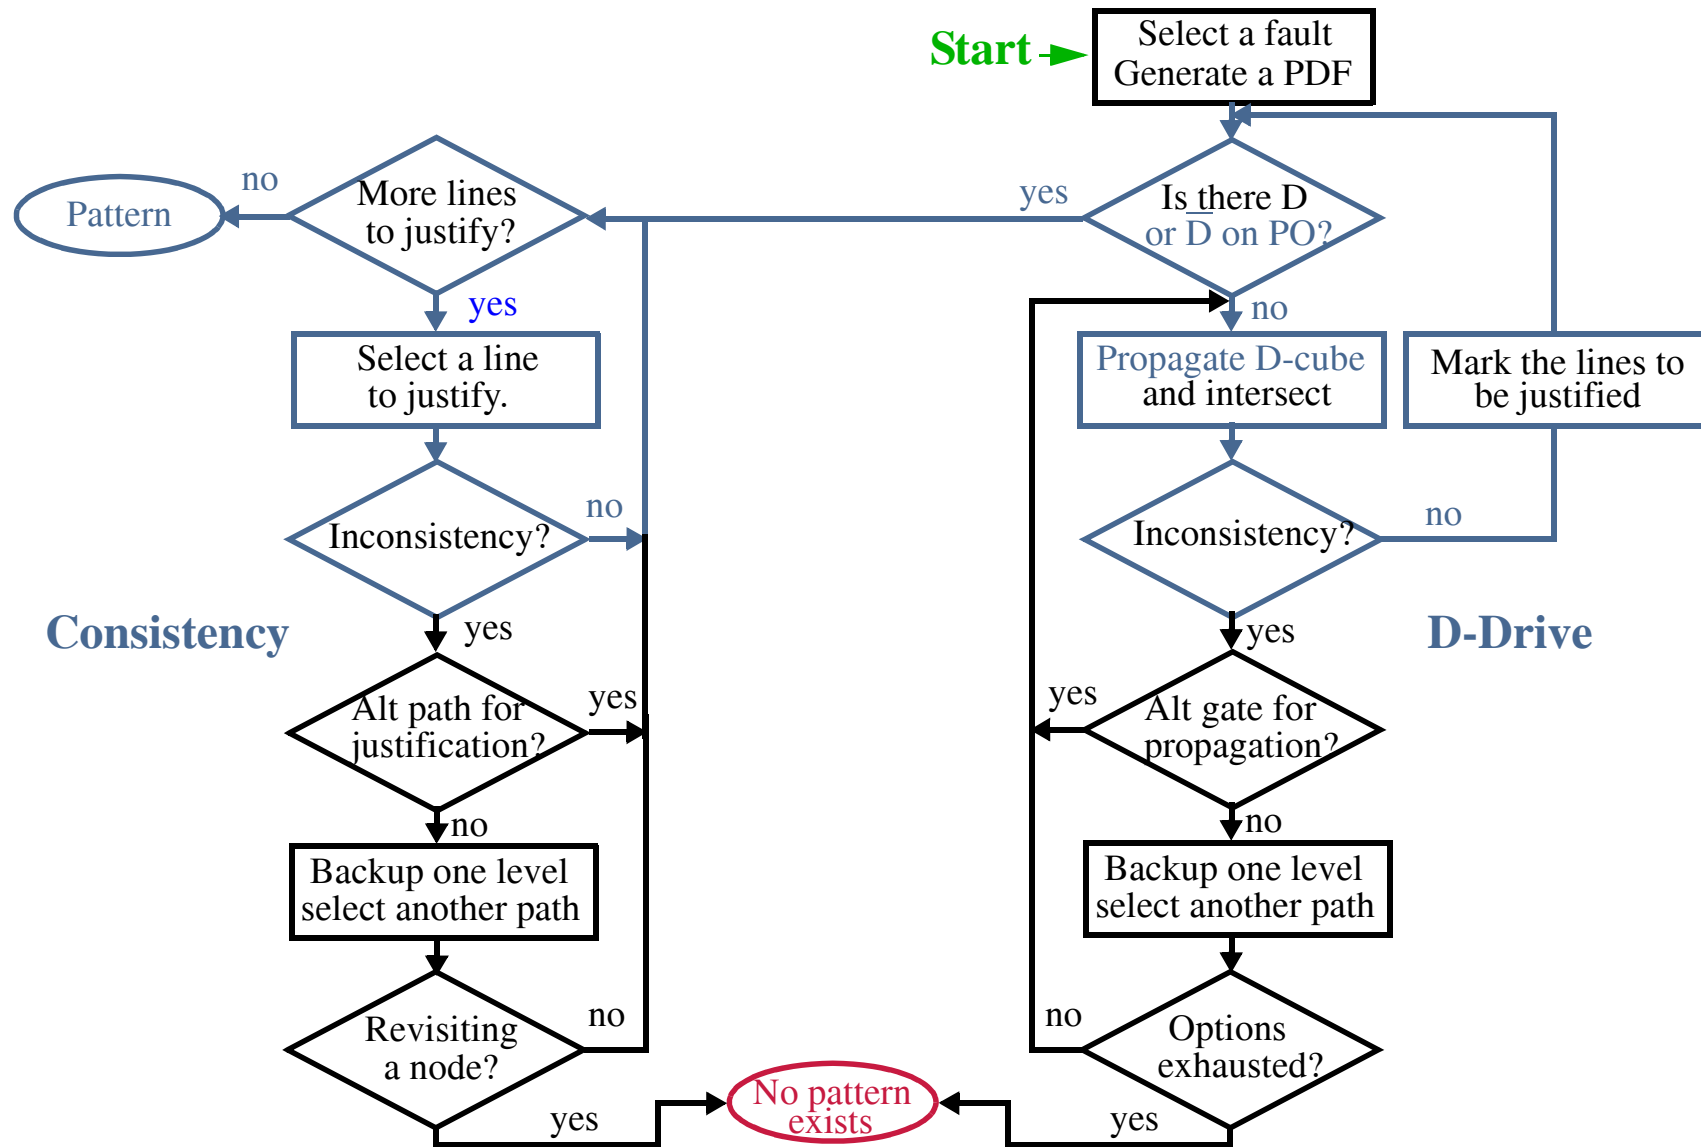 Start
Select a fault
Generate a PDF
no
More lines
to justify?
Pattern
yes
Is there D
or D̅ on PO?
yes
no
Select a line
to justify.
Propagate D-cube
and intersect
Mark the lines to
be justified
no
Inconsistency?
Inconsistency?
no
Consistency
yes
yes
D-Drive
yes
Alt path for
justification?
yes
Alt gate for
propagation?
no
no
Backup one level
select another path
Backup one level
select another path
Revisiting
a node?
no
no
Options
exhausted?
yes
No pattern
exists
yes